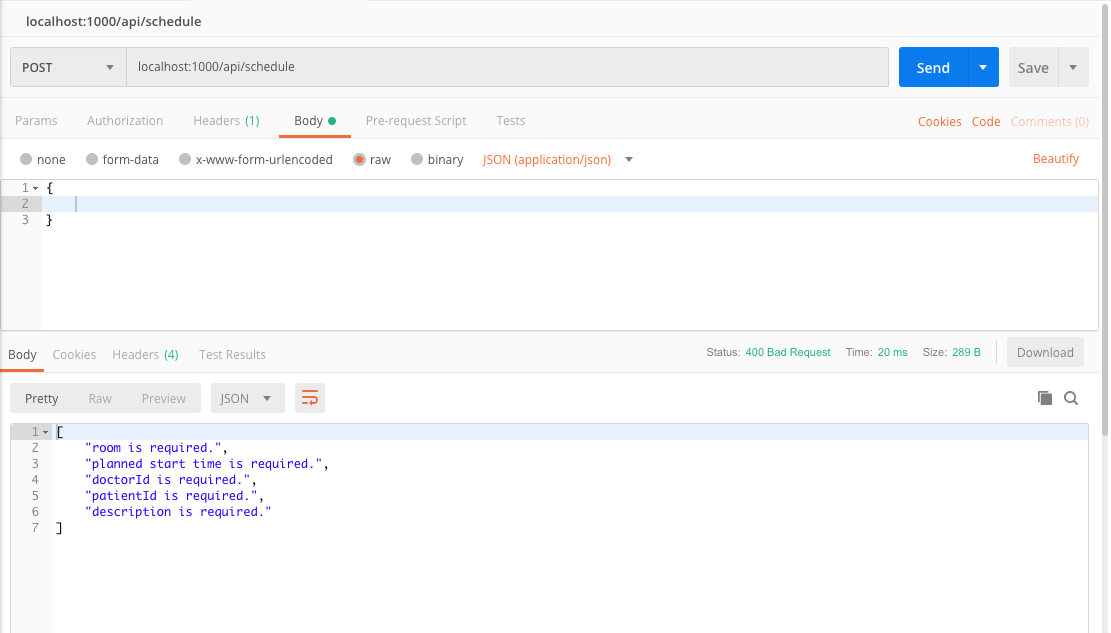 localhost:1000/api/schedule
POST localhost:1000/api/schedule Send Save
Params Authorization Headers (1) Body Pre-request Script Tests Cookies Code Comments (0)
none form-data x-www-form-urlencoded raw binary JSON (application/json) Beautify
1 {
2
3 }
Body Cookies Headers (4) Test Results Status: 400 Bad Request Time: 20 ms Size: 289 B Download
Pretty Raw Preview JSON
1 [
2 "room is required.",
3 "planned start time is required.",
4 "doctorId is required.",
5 "patientId is required.",
6 "description is required."
7 ]